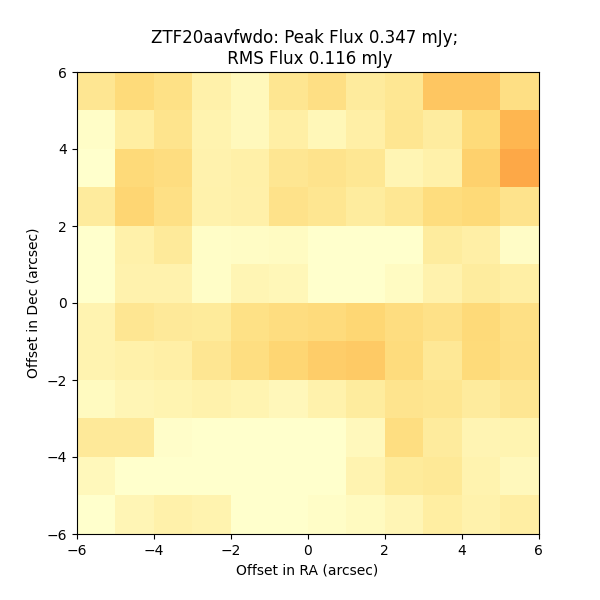 ZTF20aavfwdo: Peak Flux 0.347 mJy;
RMS Flux 0.116 mJy
6
4
2
0
−2
−4
−6
Offset in Dec (arcsec)
−6 −4 −2 0 2 4 6
Offset in RA (arcsec)